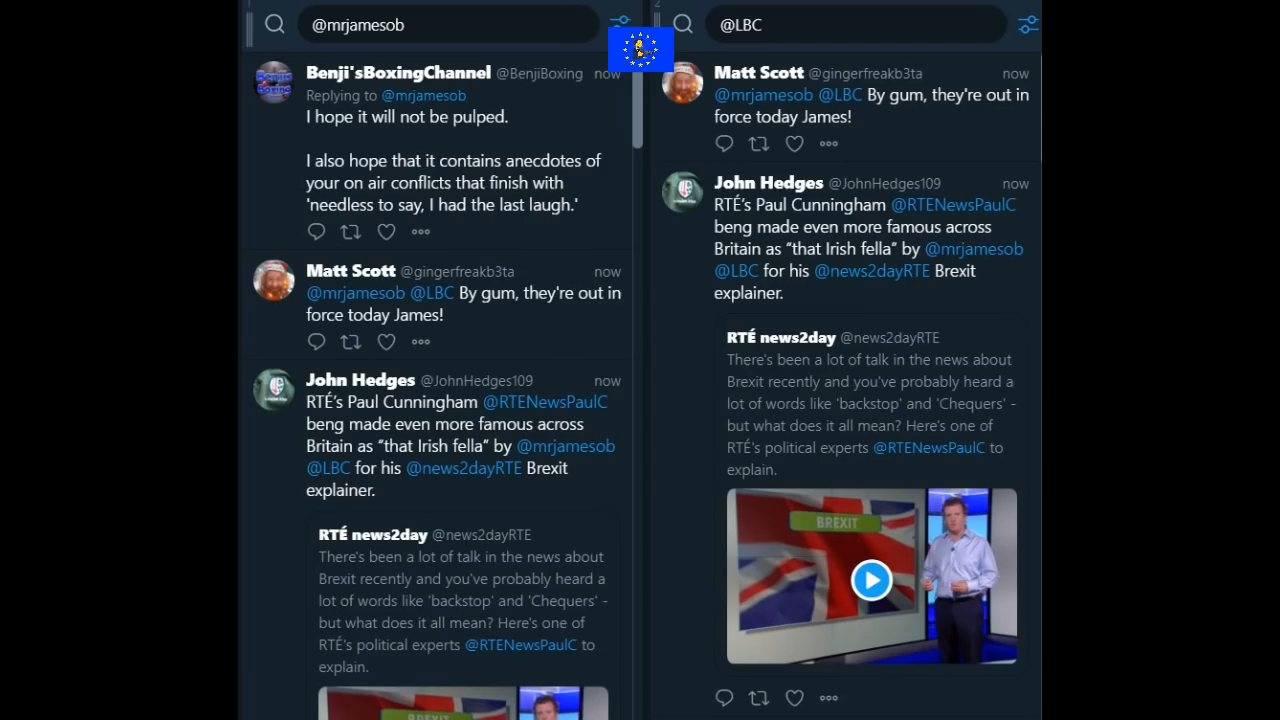 1
@mrjamesob
Benji'sBoxingChannel @BenjiBoxing now
Replying to @mrjamesob
I hope it will not be pulped.
I also hope that it contains anecdotes of
your on air conflicts that finish with
'needless to say, I had the last laugh.'
Matt Scott @gingerfreakb3ta now
@mrjamesob @LBC By gum, they're out in
force today James!
John Hedges @JohnHedges109 now
RTÉ's Paul Cunningham @RTENewsPaulC
beng made even more famous across
Britain as “that Irish fella” by @mrjamesob
@LBC for his @news2dayRTE Brexit
explainer.
RTÉ news2day @news2dayRTE
There's been a lot of talk in the news about
Brexit recently and you've probably heard a
lot of words like 'backstop' and 'Chequers' -
but what does it all mean? Here's one of
RTÉ's political experts @RTENewsPaulC to
explain.
BREXIT
2
@LBC
Matt Scott @gingerfreakb3ta now
@mrjamesob @LBC By gum, they're out in
force today James!
John Hedges @JohnHedges109 now
RTÉ's Paul Cunningham @RTENewsPaulC
beng made even more famous across
Britain as “that Irish fella” by @mrjamesob
@LBC for his @news2dayRTE Brexit
explainer.
RTÉ news2day @news2dayRTE
There's been a lot of talk in the news about
Brexit recently and you've probably heard a
lot of words like 'backstop' and 'Chequers' -
but what does it all mean? Here's one of
RTÉ's political experts @RTENewsPaulC to
explain.
BREXIT